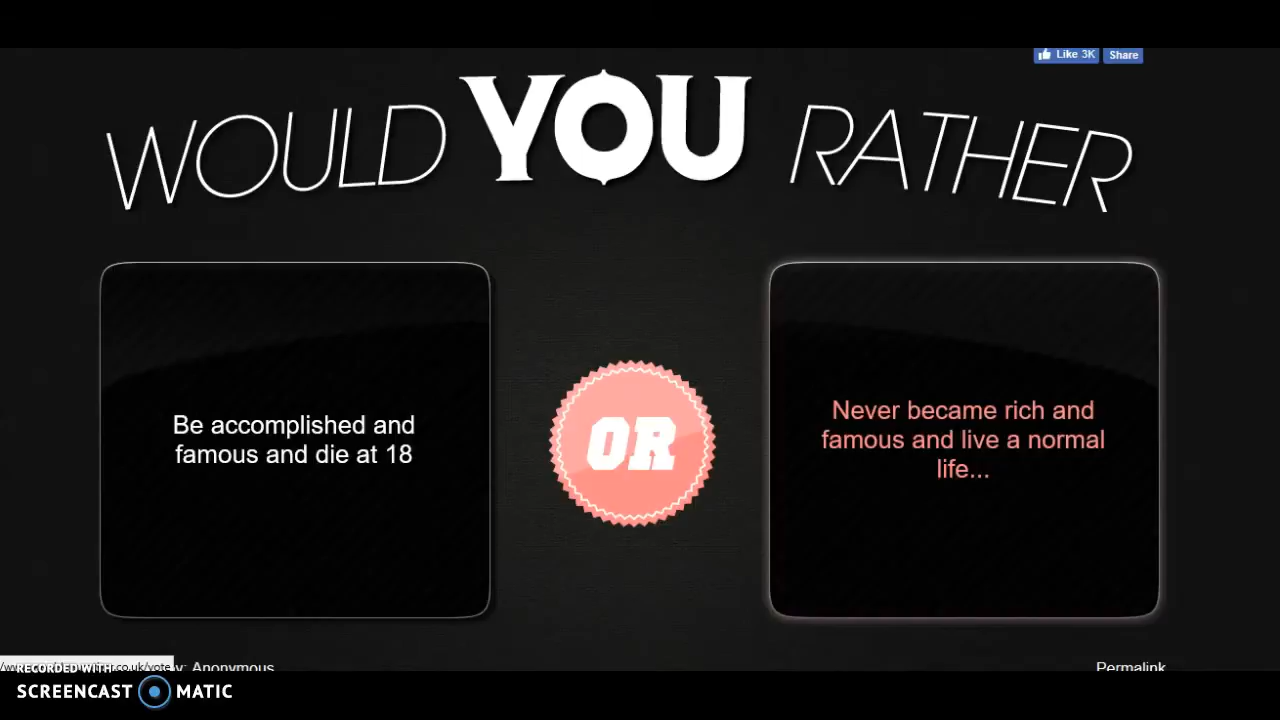 Like 3K Share
WOULD YOU RATHER
Be accomplished and
famous and die at 18
OR
Never became rich and
famous and live a normal
life...
Anonymous
Permalink
RECORDED WITH
SCREENCAST MATIC